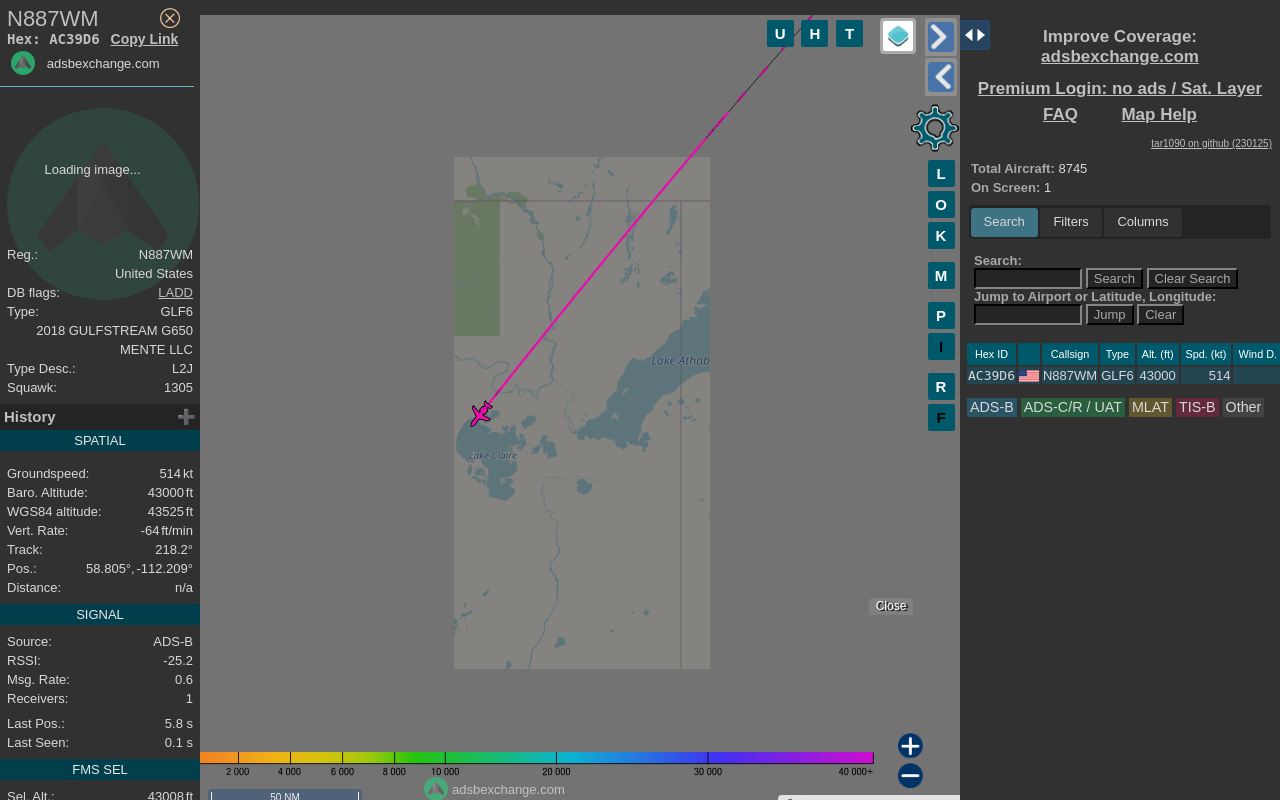 N887WM
Hex: AC39D6 Copy Link
adsbexchange.com
Loading image...
Reg.: N887WM
United States
DB flags: LADD
Type: GLF6
2018 GULFSTREAM G650
MENTE LLC
Type Desc.: L2J
Squawk: 1305
History
SPATIAL
Groundspeed: 514 kt
Baro. Altitude: 43000 ft
WGS84 altitude: 43525 ft
Vert. Rate: -64 ft/min
Track: 218.2°
Pos.: 58.805°, -112.209°
Distance: n/a
SIGNAL
Source: ADS-B
RSSI: -25.2
Msg. Rate: 0.6
Receivers: 1
Last Pos.: 5.8 s
Last Seen: 0.1 s
FMS SEL
Sel. Alt.: 43008 ft
U H T
L
O
K
M
P
I
R
F
Lake Athab
Lake Claire
Close
2 000 4 000 6 000 8 000 10 000 20 000 30 000 40 000+
adsbexchange.com
50 NM
Improve Coverage:
adsbexchange.com
Premium Login: no ads / Sat. Layer
FAQ Map Help
tar1090 on github (230125)
Total Aircraft: 8745
On Screen: 1
Search Filters Columns
Search:
Search Clear Search
Jump to Airport or Latitude, Longitude:
Jump Clear
Hex ID Callsign Type Alt. (ft) Spd. (kt) Wind D.
AC39D6 N887WM GLF6 43000 514
ADS-B ADS-C/R / UAT MLAT TIS-B Other